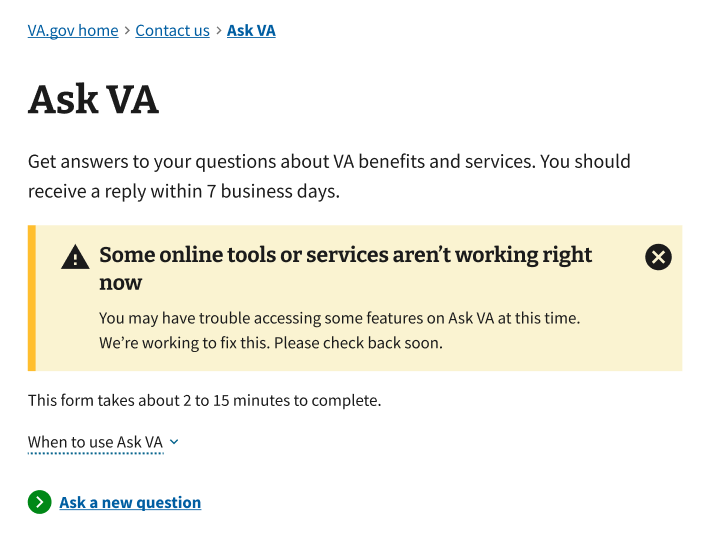 VA.gov home > Contact us > Ask VA
Ask VA
Get answers to your questions about VA benefits and services. You should
receive a reply within 7 business days.
Some online tools or services aren’t working right
now
You may have trouble accessing some features on Ask VA at this time.
We’re working to fix this. Please check back soon.
This form takes about 2 to 15 minutes to complete.
When to use Ask VA
Ask a new question